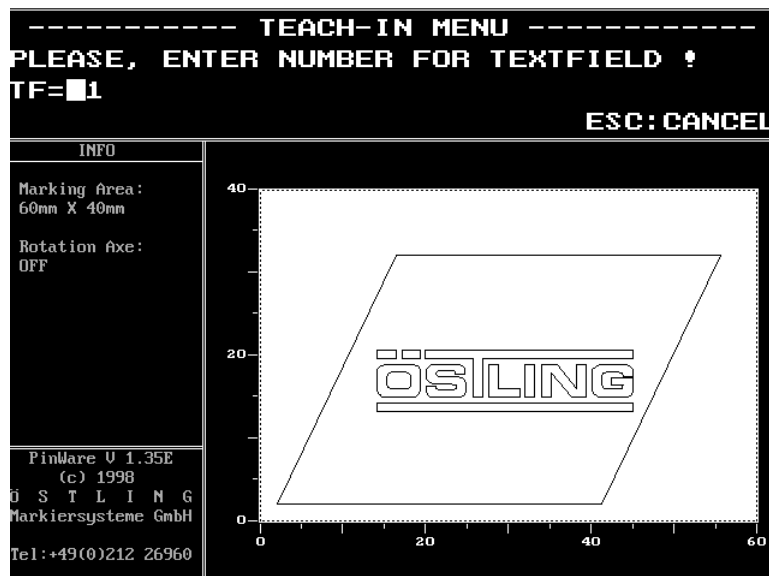 ----------- TEACH-IN MENU -----------
PLEASE, ENTER NUMBER FOR TEXTFIELD !
TF=█1
ESC:CANCEL
INFO
Marking Area:
60mm X 40mm
Rotation Axe:
OFF
PinWare V 1.35E
(c) 1998
Ö S T L I N G
Markiersysteme GmbH
Tel:+49(0)212 26960
40
20
0
ÖSTLING
0 20 40 60